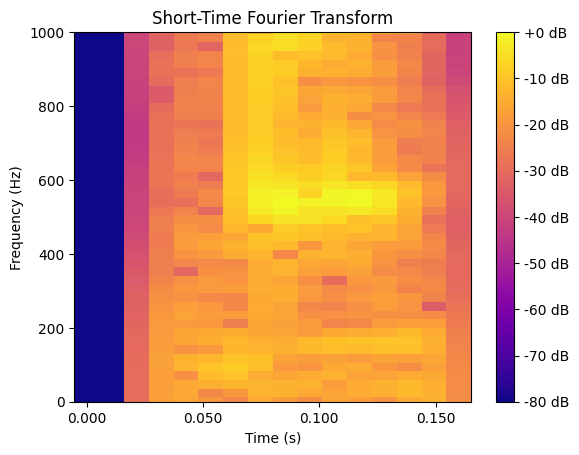 Short-Time Fourier Transform
Frequency (Hz)
1000
800
600
400
200
0
0.000 0.050 0.100 0.150
Time (s)
+0 dB
-10 dB
-20 dB
-30 dB
-40 dB
-50 dB
-60 dB
-70 dB
-80 dB